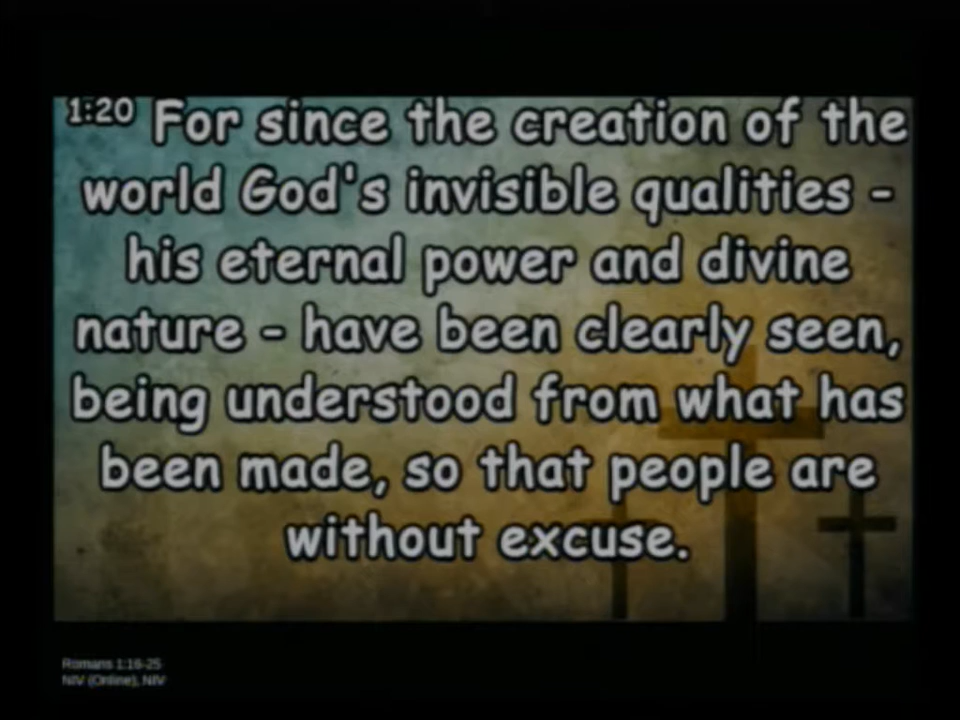 1:20 For since the creation of the
world God's invisible qualities -
his eternal power and divine
nature - have been clearly seen,
being understood from what has
been made, so that people are
without excuse.
Romans 1:18-25
NIV (Online), NIV